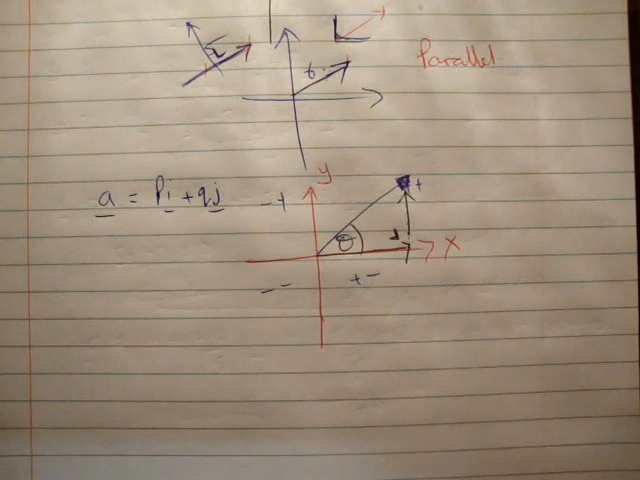 Parallel
t
y
a = pi + qj
- +
+
θ
x
- -
+ -